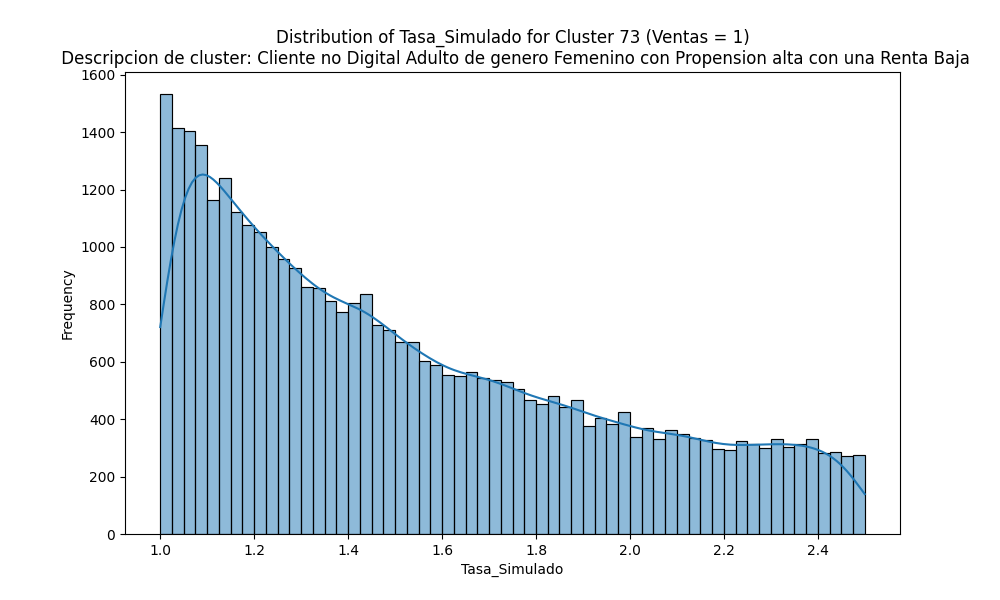 Distribution of Tasa_Simulado for Cluster 73 (Ventas = 1)
Descripcion de cluster: Cliente no Digital Adulto de genero Femenino con Propension alta con una Renta Baja
1600
1400
1200
1000
800
600
400
200
0
Frequency
1.0 1.2 1.4 1.6 1.8 2.0 2.2 2.4
Tasa_Simulado